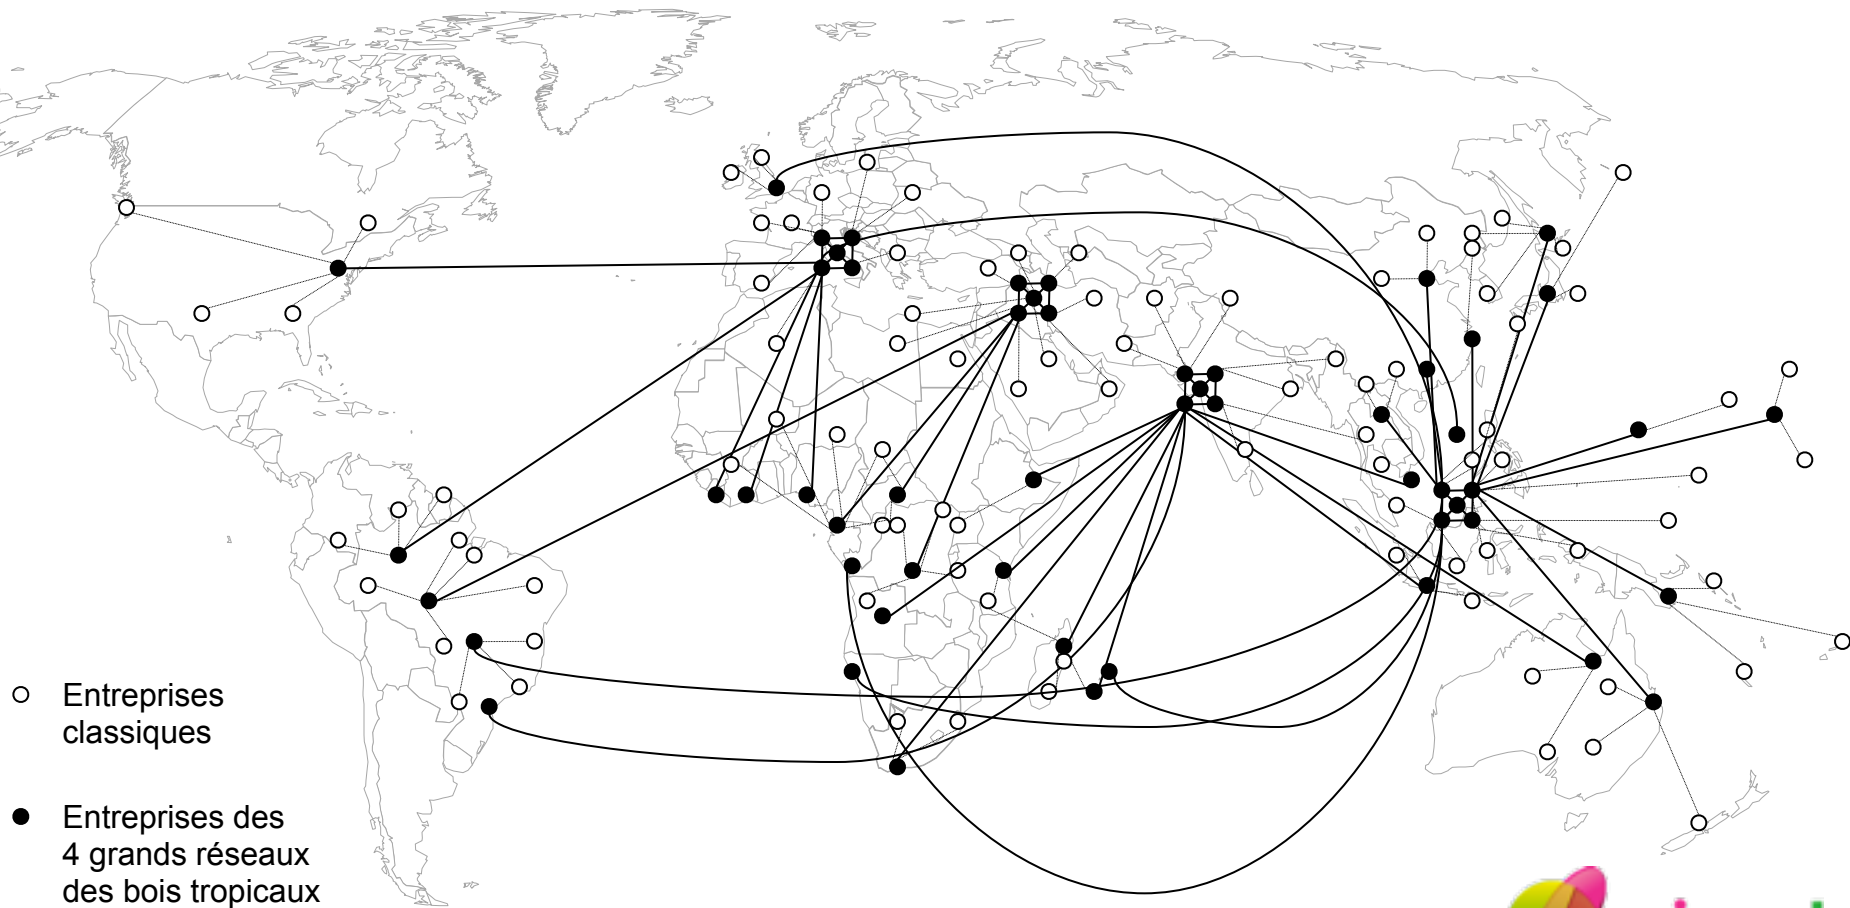 Entreprises
classiques
Entreprises des
4 grands réseaux
des bois tropicaux